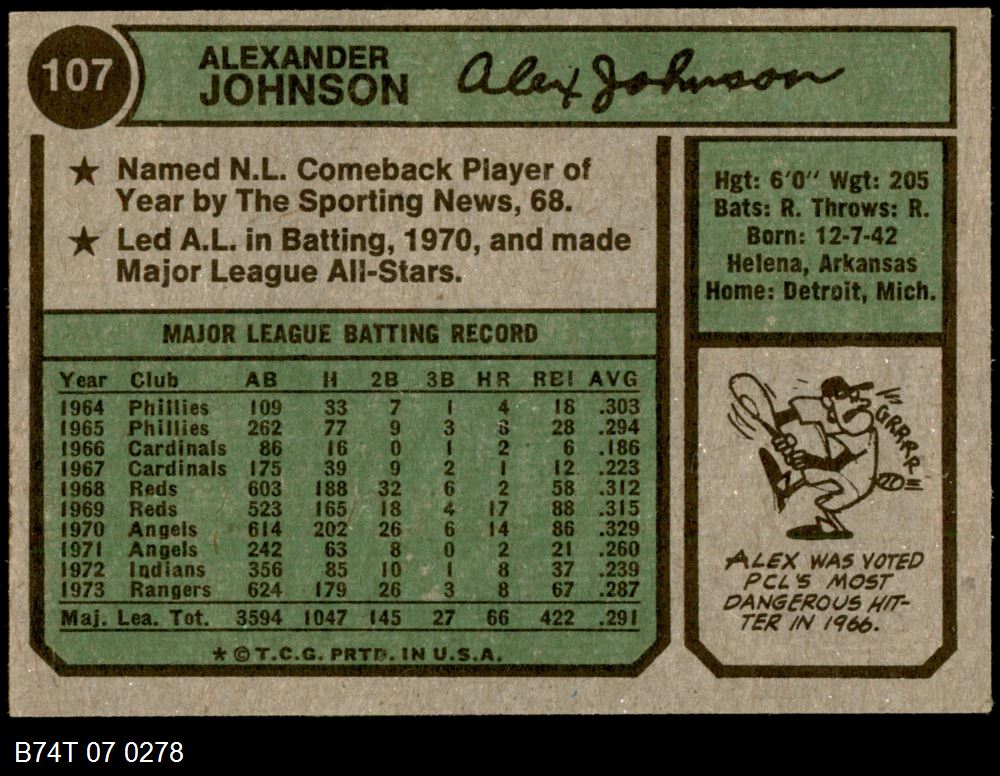 107
ALEXANDER
JOHNSON
Alex Johnson
★ Named N.L. Comeback Player of
Year by The Sporting News, 68.
★ Led A.L. in Batting, 1970, and made
Major League All-Stars.
MAJOR LEAGUE BATTING RECORD
Year Club AB H 2B 3B HR RBI AVG
1964 Phillies 109 33 7 1 4 18 .303
1965 Phillies 262 77 9 3 8 28 .294
1966 Cardinals 86 16 0 1 2 6 .186
1967 Cardinals 175 39 9 2 1 12 .223
1968 Reds 603 188 32 6 2 58 .312
1969 Reds 523 165 18 4 17 88 .315
1970 Angels 614 202 26 6 14 86 .329
1971 Angels 242 63 8 0 2 21 .260
1972 Indians 356 85 10 1 8 37 .239
1973 Rangers 624 179 26 3 8 67 .287
Maj. Lea. Tot. 3594 1047 145 27 66 422 .291
★ © T.C.G. PRTD. IN U.S.A.
Hgt: 6'0" Wgt: 205
Bats: R. Throws: R.
Born: 12-7-42
Helena, Arkansas
Home: Detroit, Mich.
GRRRR
ALEX WAS VOTED
PCL'S MOST
DANGEROUS HIT-
TER IN 1966.
B74T 07 0278